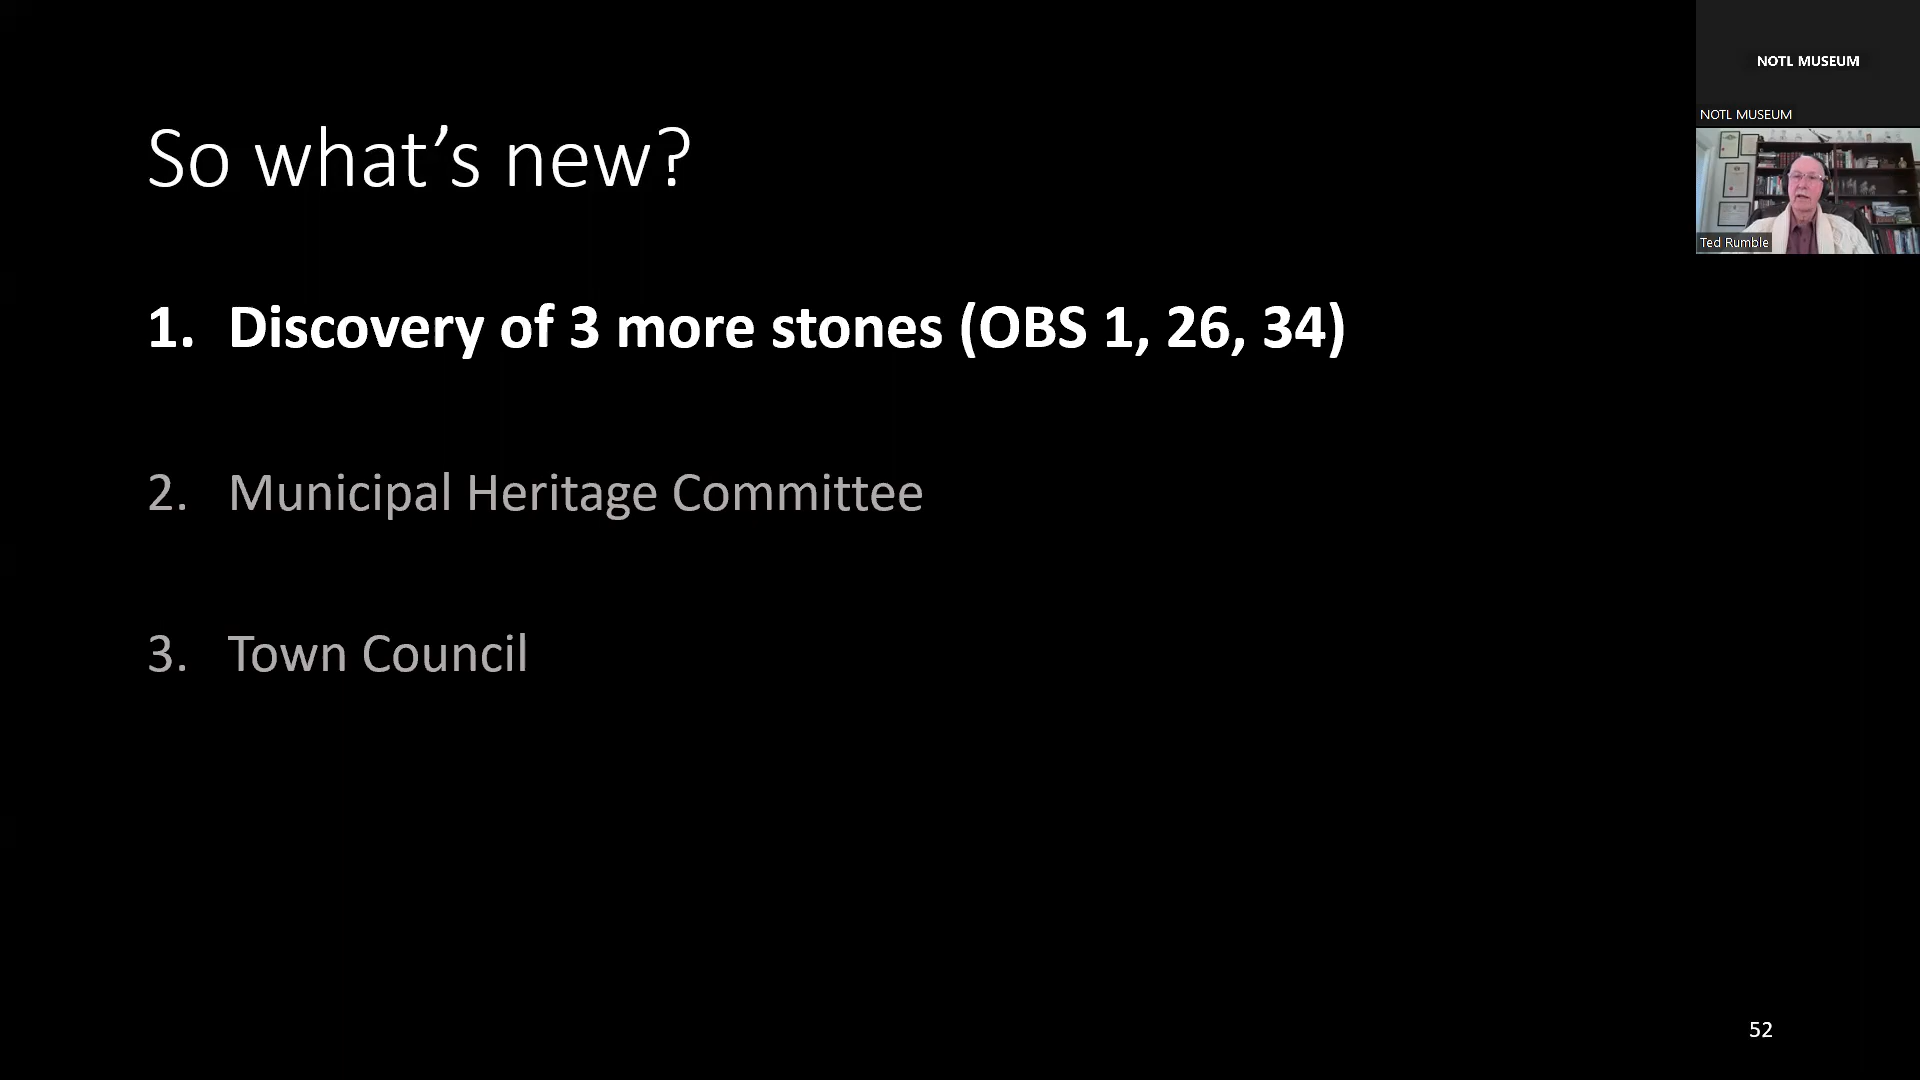 So what’s new?
1. Discovery of 3 more stones (OBS 1, 26, 34)
2. Municipal Heritage Committee
3. Town Council
52
NOTL MUSEUM
NOTL MUSEUM
Ted Rumble